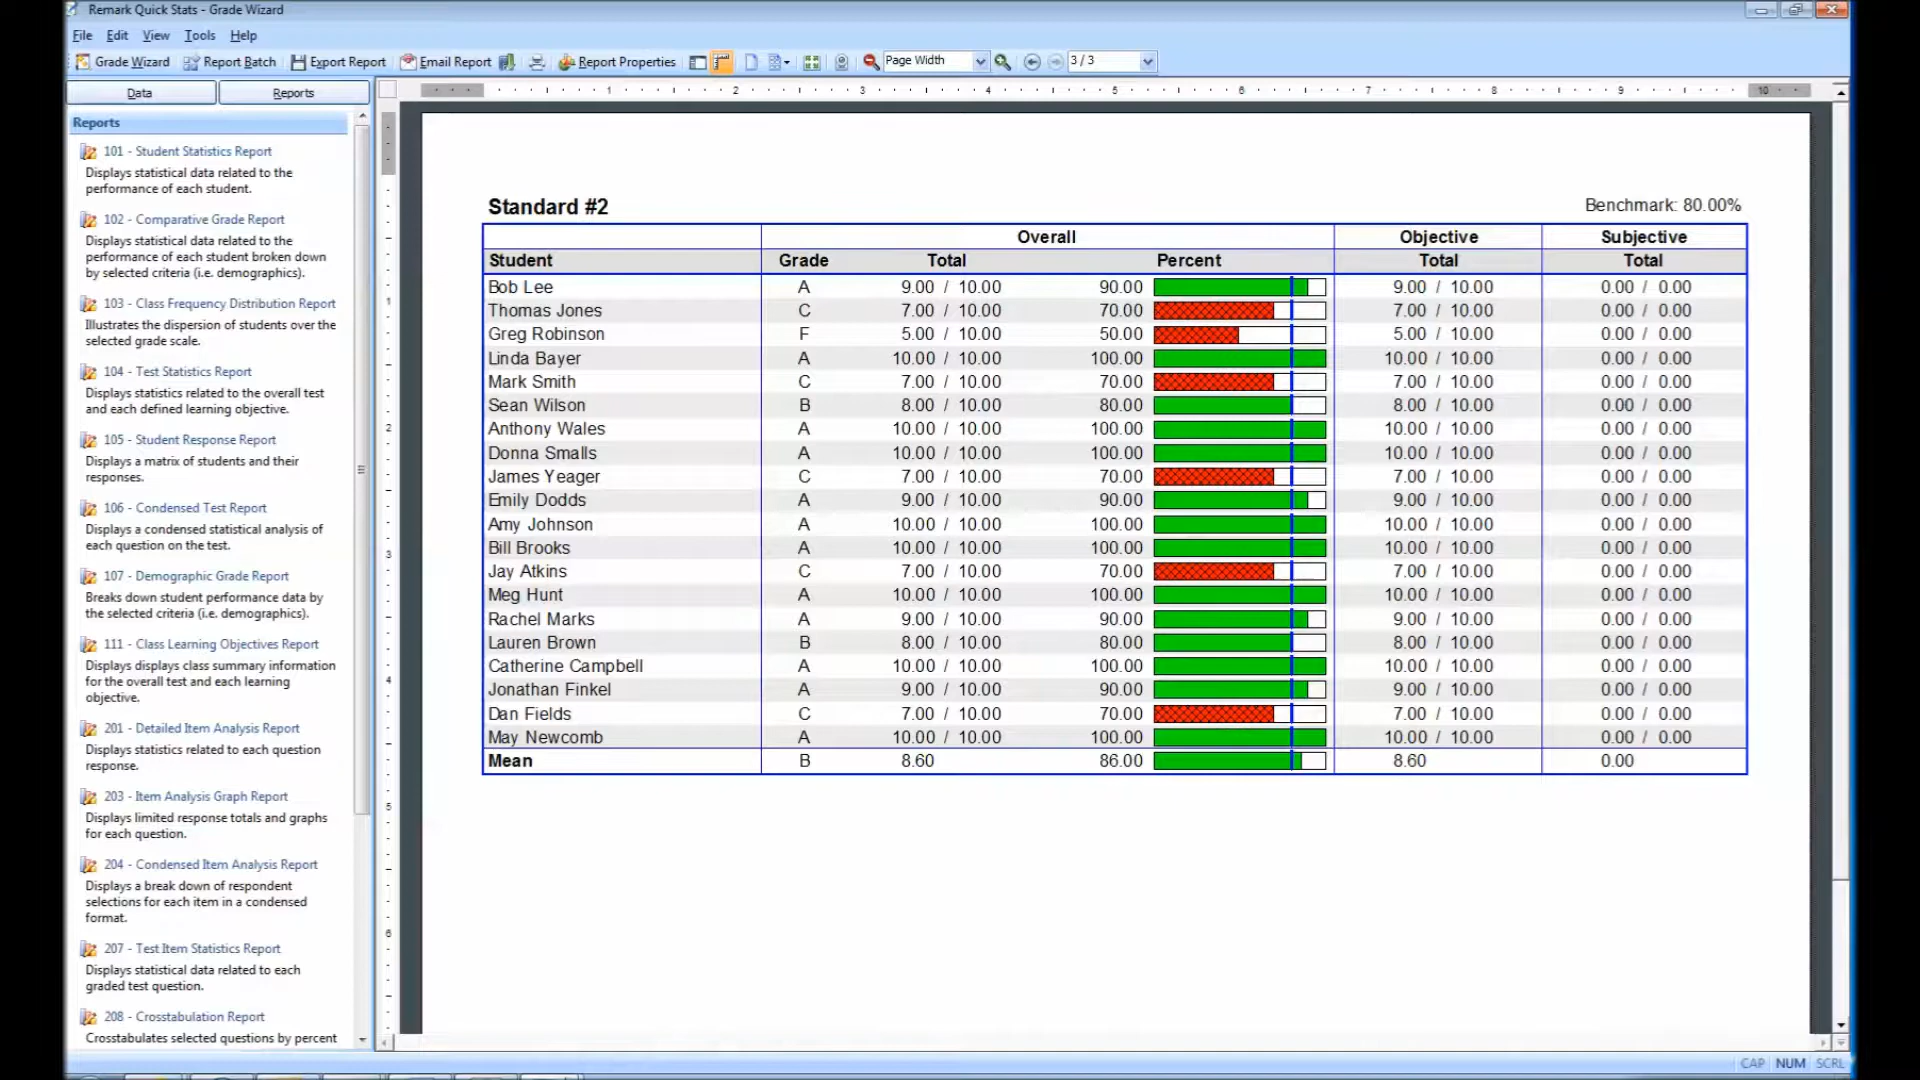 Remark Quick Stats - Grade Wizard
File Edit View Tools Help
Grade Wizard Report Batch Export Report Email Report Report Properties Page Width 3 / 3
Data Reports
Reports
101 - Student Statistics Report
Displays statistical data related to the
performance of each student.
102 - Comparative Grade Report
Displays statistical data related to the
performance of each student broken down
by selected criteria (i.e. demographics).
103 - Class Frequency Distribution Report
Illustrates the dispersion of students over the
selected grade scale.
104 - Test Statistics Report
Displays statistics related to the overall test
and each defined learning objective.
105 - Student Response Report
Displays a matrix of students and their
responses.
106 - Condensed Test Report
Displays a condensed statistical analysis of
each question on the test.
107 - Demographic Grade Report
Breaks down student performance data by
the selected criteria (i.e. demographics).
111 - Class Learning Objectives Report
Displays displays class summary information
for the overall test and each learning
objective.
201 - Detailed Item Analysis Report
Displays statistics related to each question
response.
203 - Item Analysis Graph Report
Displays limited response totals and graphs
for each question.
204 - Condensed Item Analysis Report
Displays a break down of respondent
selections for each item in a condensed
format.
207 - Test Item Statistics Report
Displays statistical data related to each
graded test question.
208 - Crosstabulation Report
Crosstabulates selected questions by percent
1 2 3 4 5 6 7 8 9 10
1
2
3
4
5
6
Standard #2 Benchmark: 80.00%
Overall Objective Subjective
Student Grade Total Percent Total Total
Bob Lee A 9.00 / 10.00 90.00 9.00 / 10.00 0.00 / 0.00
Thomas Jones C 7.00 / 10.00 70.00 7.00 / 10.00 0.00 / 0.00
Greg Robinson F 5.00 / 10.00 50.00 5.00 / 10.00 0.00 / 0.00
Linda Bayer A 10.00 / 10.00 100.00 10.00 / 10.00 0.00 / 0.00
Mark Smith C 7.00 / 10.00 70.00 7.00 / 10.00 0.00 / 0.00
Sean Wilson B 8.00 / 10.00 80.00 8.00 / 10.00 0.00 / 0.00
Anthony Wales A 10.00 / 10.00 100.00 10.00 / 10.00 0.00 / 0.00
Donna Smalls A 10.00 / 10.00 100.00 10.00 / 10.00 0.00 / 0.00
James Yeager C 7.00 / 10.00 70.00 7.00 / 10.00 0.00 / 0.00
Emily Dodds A 9.00 / 10.00 90.00 9.00 / 10.00 0.00 / 0.00
Amy Johnson A 10.00 / 10.00 100.00 10.00 / 10.00 0.00 / 0.00
Bill Brooks A 10.00 / 10.00 100.00 10.00 / 10.00 0.00 / 0.00
Jay Atkins C 7.00 / 10.00 70.00 7.00 / 10.00 0.00 / 0.00
Meg Hunt A 10.00 / 10.00 100.00 10.00 / 10.00 0.00 / 0.00
Rachel Marks A 9.00 / 10.00 90.00 9.00 / 10.00 0.00 / 0.00
Lauren Brown B 8.00 / 10.00 80.00 8.00 / 10.00 0.00 / 0.00
Catherine Campbell A 10.00 / 10.00 100.00 10.00 / 10.00 0.00 / 0.00
Jonathan Finkel A 9.00 / 10.00 90.00 9.00 / 10.00 0.00 / 0.00
Dan Fields C 7.00 / 10.00 70.00 7.00 / 10.00 0.00 / 0.00
May Newcomb A 10.00 / 10.00 100.00 10.00 / 10.00 0.00 / 0.00
Mean B 8.60 86.00 8.60 0.00
CAP NUM SCRL